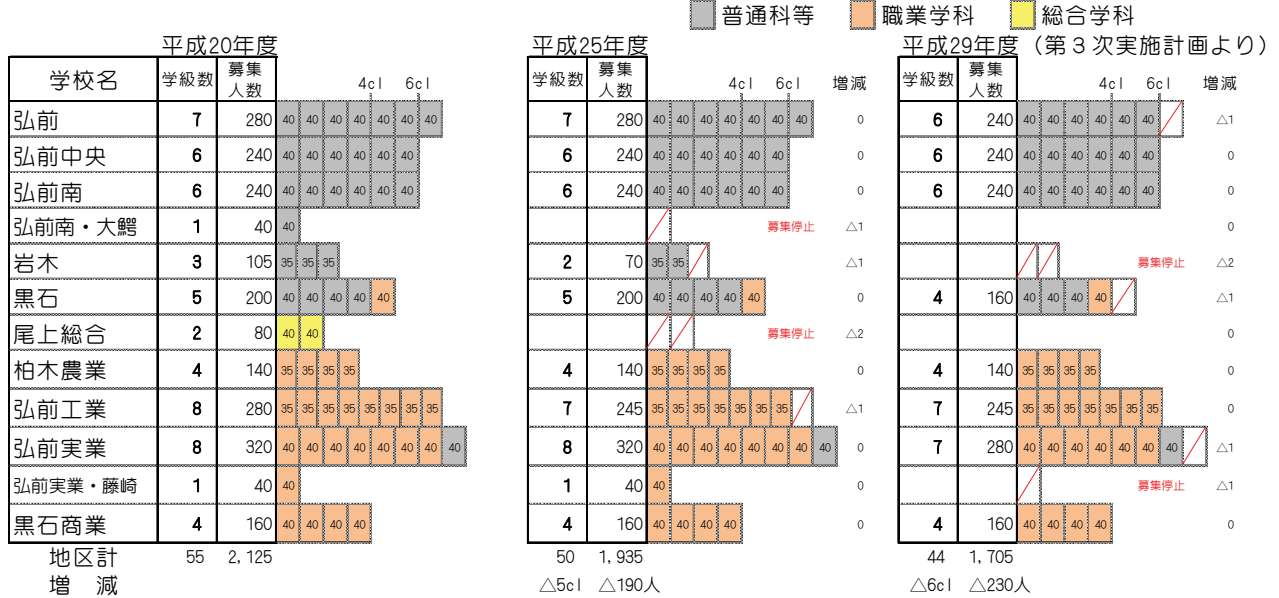 普通科等 職業学科 総合学科
平成20年度 平成25年度 平成29年度（第３次実施計画より）
学校名 学級数 募集人数 4cl 6cl 学級数 募集人数 4cl 6cl 増減 学級数 募集人数 4cl 6cl 増減
弘前 7 280 40 40 40 40 40 40 40 7 280 40 40 40 40 40 40 40 0 6 240 40 40 40 40 40 40 △1
弘前中央 6 240 40 40 40 40 40 40 6 240 40 40 40 40 40 40 0 6 240 40 40 40 40 40 40 0
弘前南 6 240 40 40 40 40 40 40 6 240 40 40 40 40 40 40 0 6 240 40 40 40 40 40 40 0
弘前南・大鰐 1 40 40 募集停止 △1 0
岩木 3 105 35 35 35 2 70 35 35 △1 募集停止 △2
黒石 5 200 40 40 40 40 40 5 200 40 40 40 40 40 0 4 160 40 40 40 40 △1
尾上総合 2 80 40 40 募集停止 △2 0
柏木農業 4 140 35 35 35 35 4 140 35 35 35 35 0 4 140 35 35 35 35 0
弘前工業 8 280 35 35 35 35 35 35 35 35 7 245 35 35 35 35 35 35 35 △1 7 245 35 35 35 35 35 35 35 0
弘前実業 8 320 40 40 40 40 40 40 40 40 8 320 40 40 40 40 40 40 40 40 0 7 280 40 40 40 40 40 40 40 △1
弘前実業・藤崎 1 40 40 1 40 40 0 募集停止 △1
黒石商業 4 160 40 40 40 40 4 160 40 40 40 40 0 4 160 40 40 40 40 0
地区計 55 2,125 50 1,935 44 1,705
増　減 △5cl △190人 △6cl △230人